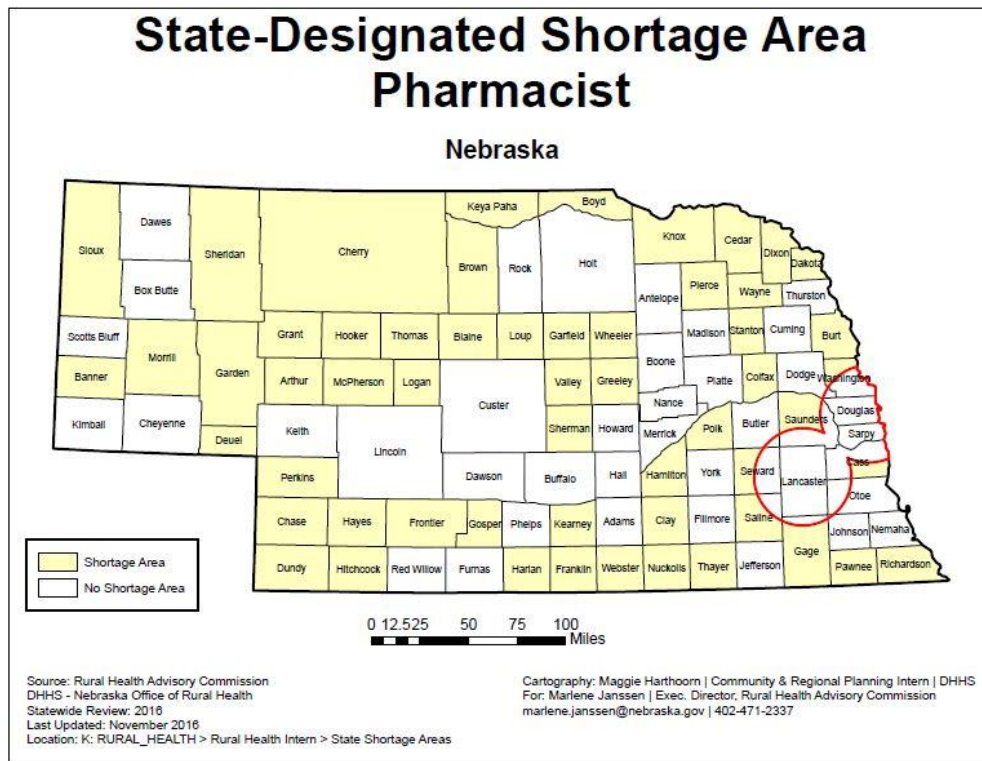 State-Designated Shortage Area
Pharmacist
Nebraska
Keya Paha
Boyd
Dawes
Sioux
Sheridan
Cherry
Knox
Cedar
Dixon
Dakota
Brown
Rock
Holt
Box Butte
Antelope
Pierce
Wayne
Thurston
Scotts Bluff
Morrill
Garden
Grant
Hooker
Thomas
Blaine
Loup
Garfield
Wheeler
Madison
Stanton
Cuming
Burt
Boone
Banner
Arthur
McPherson
Logan
Valley
Greeley
Platte
Colfax
Dodge
Washington
Nance
Custer
Kimball
Cheyenne
Deuel
Keith
Lincoln
Sherman
Howard
Merrick
Polk
Butler
Saunders
Douglas
Sarpy
Perkins
Dawson
Buffalo
Hall
Hamilton
York
Seward
Lancaster
Cass
Otoe
Chase
Hayes
Frontier
Gosper
Phelps
Kearney
Adams
Clay
Fillmore
Saline
Johnson
Nemaha
Gage
Dundy
Hitchcock
Red Willow
Furnas
Harlan
Franklin
Webster
Nuckolls
Thayer
Jefferson
Pawnee
Richardson
Shortage Area
No Shortage Area
0 12.525 50 75 100
Miles
Source: Rural Health Advisory Commission
DHHS - Nebraska Office of Rural Health
Statewide Review: 2016
Last Updated: November 2016
Location: K: RURAL_HEALTH > Rural Health Intern > State Shortage Areas
Cartography: Maggie Harthoorn | Community & Regional Planning Intern | DHHS
For: Marlene Janssen | Exec. Director, Rural Health Advisory Commission
marlene.janssen@nebraska.gov | 402-471-2337